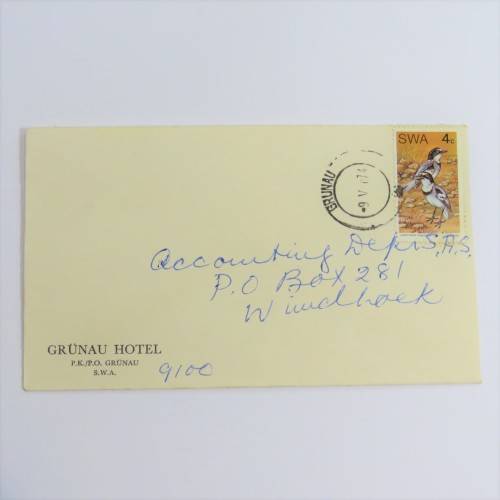 SWA 4c
GRUNAU
-9 V 74
Accounting Dept S.A.S.
P.O Box 281
Windhoek
GRÜNAU HOTEL
P.K./P.O. GRÜNAU
S.W.A.
9100